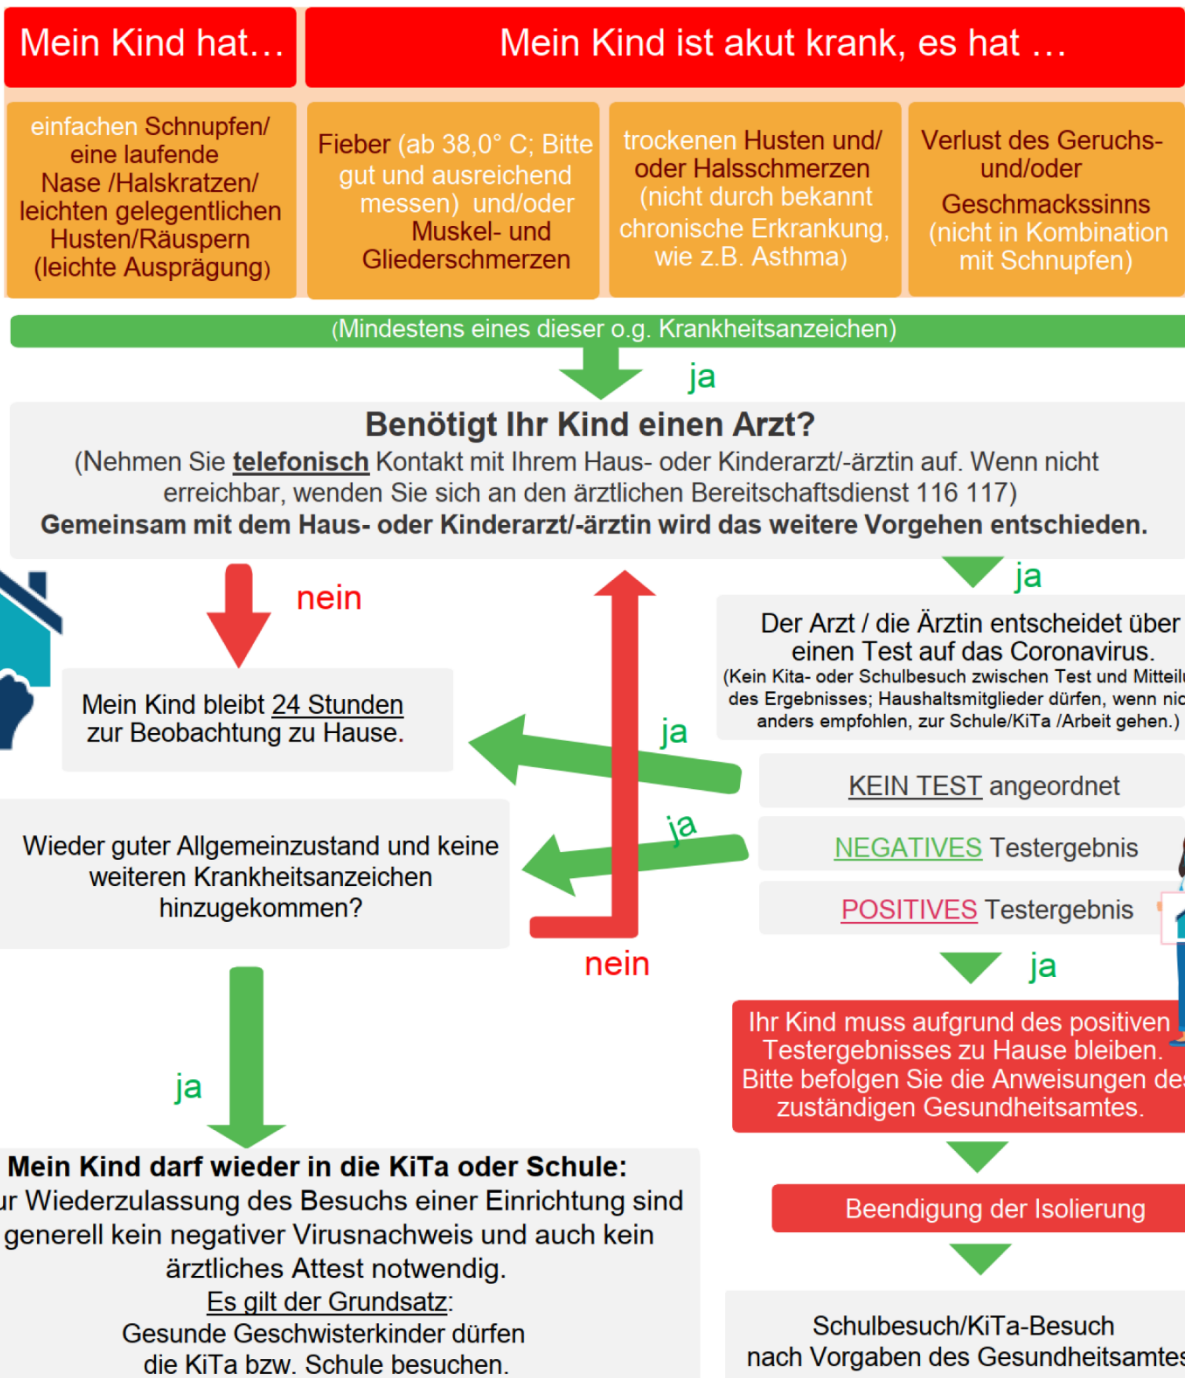 Mein Kind hat…
Mein Kind ist akut krank, es hat …
einfachen Schnupfen/
eine laufende
Nase /Halskratzen/
leichten gelegentlichen
Husten/Räuspern
(leichte Ausprägung)
Fieber (ab 38,0° C; Bitte
gut und ausreichend
messen) und/oder
Muskel- und
Gliederschmerzen
trockenen Husten und/
oder Halsschmerzen
(nicht durch bekannt
chronische Erkrankung,
wie z.B. Asthma)
Verlust des Geruchs-
und/oder
Geschmackssinns
(nicht in Kombination
mit Schnupfen)
(Mindestens eines dieser o.g. Krankheitsanzeichen)
ja
Benötigt Ihr Kind einen Arzt?
(Nehmen Sie telefonisch Kontakt mit Ihrem Haus- oder Kinderarzt/-ärztin auf. Wenn nicht
erreichbar, wenden Sie sich an den ärztlichen Bereitschaftsdienst 116 117)
Gemeinsam mit dem Haus- oder Kinderarzt/-ärztin wird das weitere Vorgehen entschieden.
nein
ja
Der Arzt / die Ärztin entscheidet über
einen Test auf das Coronavirus.
(Kein Kita- oder Schulbesuch zwischen Test und
des Ergebnisses; Haushaltsmitglieder dürfen, wenn
anders empfohlen, zur Schule/KiTa /Arbeit gehen.)
Mein Kind bleibt 24 Stunden
zur Beobachtung zu Hause.
ja
KEIN TEST angeordnet
ja
NEGATIVES Testergebnis
POSITIVES Testergebnis
Wieder guter Allgemeinzustand und keine
weiteren Krankheitsanzeichen
hinzugekommen?
nein
ja
Ihr Kind muss aufgrund des positiven
Testergebnisses zu Hause bleiben.
Bitte befolgen Sie die Anweisungen des
zuständigen Gesundheitsamtes.
ja
Mein Kind darf wieder in die KiTa oder Schule:
Wiederzulassung des Besuchs einer Einrichtung sind
generell kein negativer Virusnachweis und auch kein
ärztliches Attest notwendig.
Es gilt der Grundsatz:
Gesunde Geschwisterkinder dürfen
die KiTa bzw. Schule besuchen.
Beendigung der Isolierung
Schulbesuch/KiTa-Besuch
nach Vorgaben des Gesundheitsamtes